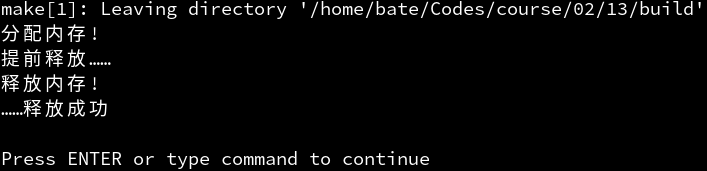 make[1]: Leaving directory '/home/bate/Codes/course/02/13/build'
分配内存!
提前释放……
释放内存!
……释放成功
Press ENTER or type command to continue